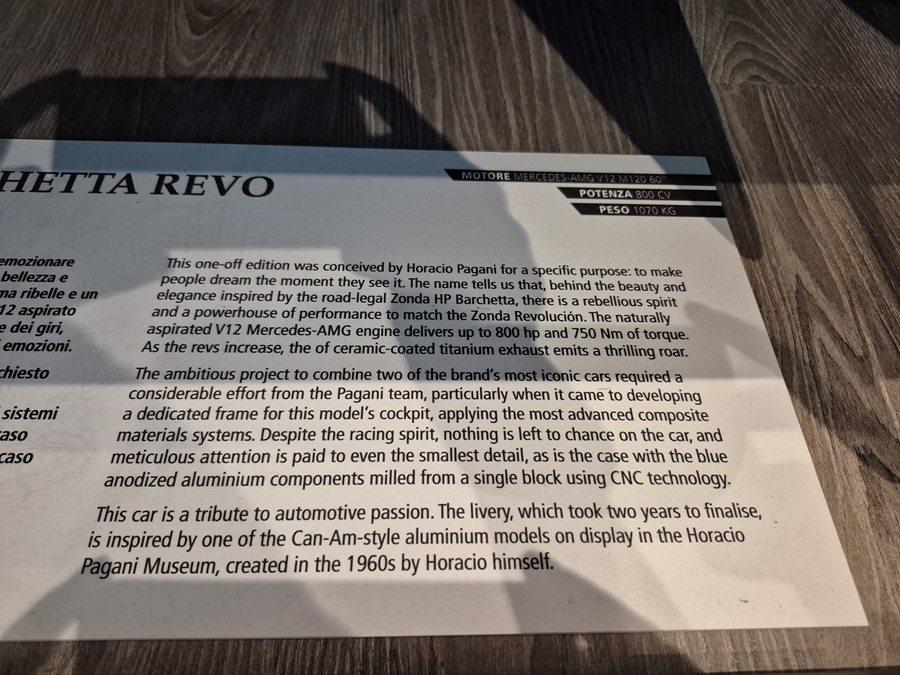 HETTA REVO
MOTORE MERCEDES-AMG V12 M120 60°
POTENZA 800 CV
PESO 1070 KG
emozionare
bellezza e
ma ribelle e un
12 aspirato
e dei giri,
emozioni.
chiesto
sistemi
caso
This one-off edition was conceived by Horacio Pagani for a specific purpose: to make
people dream the moment they see it. The name tells us that, behind the beauty and
elegance inspired by the road-legal Zonda HP Barchetta, there is a rebellious spirit
and a powerhouse of performance to match the Zonda Revolución. The naturally
aspirated V12 Mercedes-AMG engine delivers up to 800 hp and 750 Nm of torque.
As the revs increase, the of ceramic-coated titanium exhaust emits a thrilling roar.
The ambitious project to combine two of the brand's most iconic cars required a
considerable effort from the Pagani team, particularly when it came to developing
a dedicated frame for this model's cockpit, applying the most advanced composite
materials systems. Despite the racing spirit, nothing is left to chance on the car, and
meticulous attention is paid to even the smallest detail, as is the case with the blue
anodized aluminium components milled from a single block using CNC technology.
This car is a tribute to automotive passion. The livery, which took two years to finalise,
is inspired by one of the Can-Am-style aluminium models on display in the Horacio
Pagani Museum, created in the 1960s by Horacio himself.